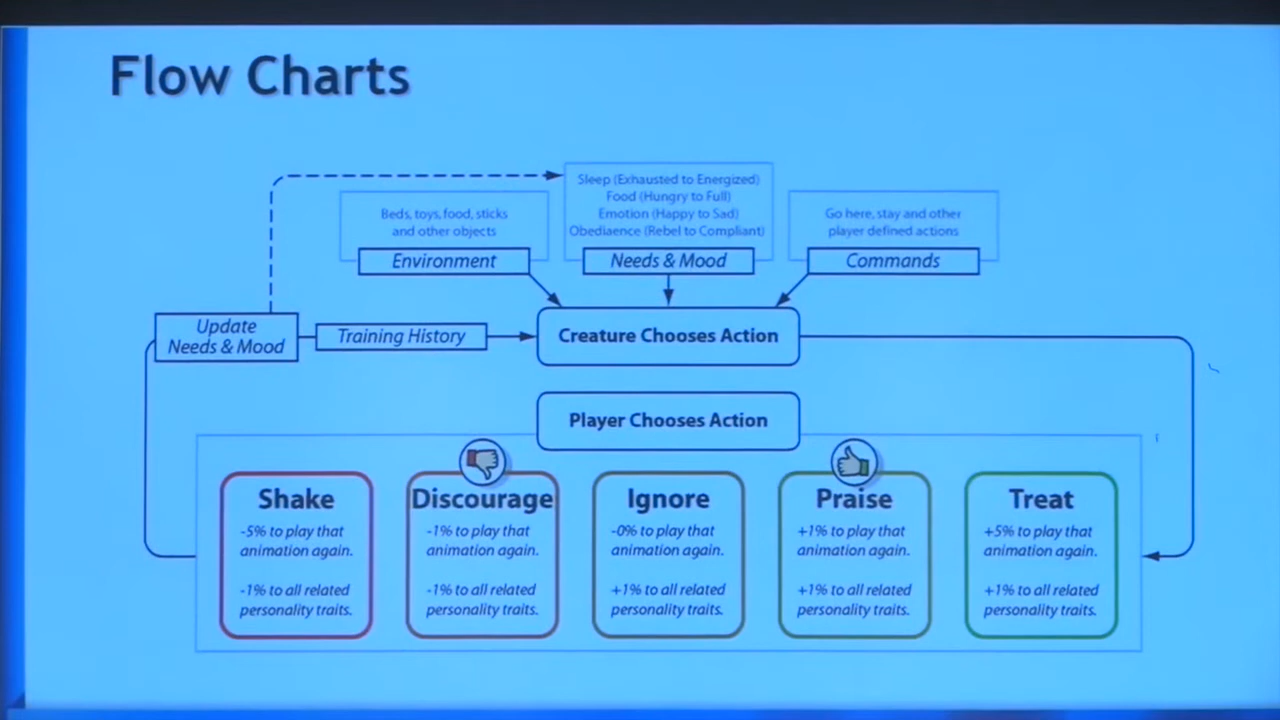 Flow Charts
Sleep (Exhausted to Energized)
Food (Hungry to Full)
Emotion (Happy to Sad)
Obediaence (Rebel to Compliant)
Beds, toys, food, sticks
and other objects
Go here, stay and other
player defined actions
Environment
Needs & Mood
Commands
Update
Needs & Mood
Training History
Creature Chooses Action
Player Chooses Action
Shake
-5% to play that
animation again.
-1% to all related
personality traits.
Discourage
-1% to play that
animation again.
-1% to all related
personality traits.
Ignore
-0% to play that
animation again.
+1% to all related
personality traits.
Praise
+1% to play that
animation again.
+1% to all related
personality traits.
Treat
+5% to play that
animation again.
+1% to all related
personality traits.